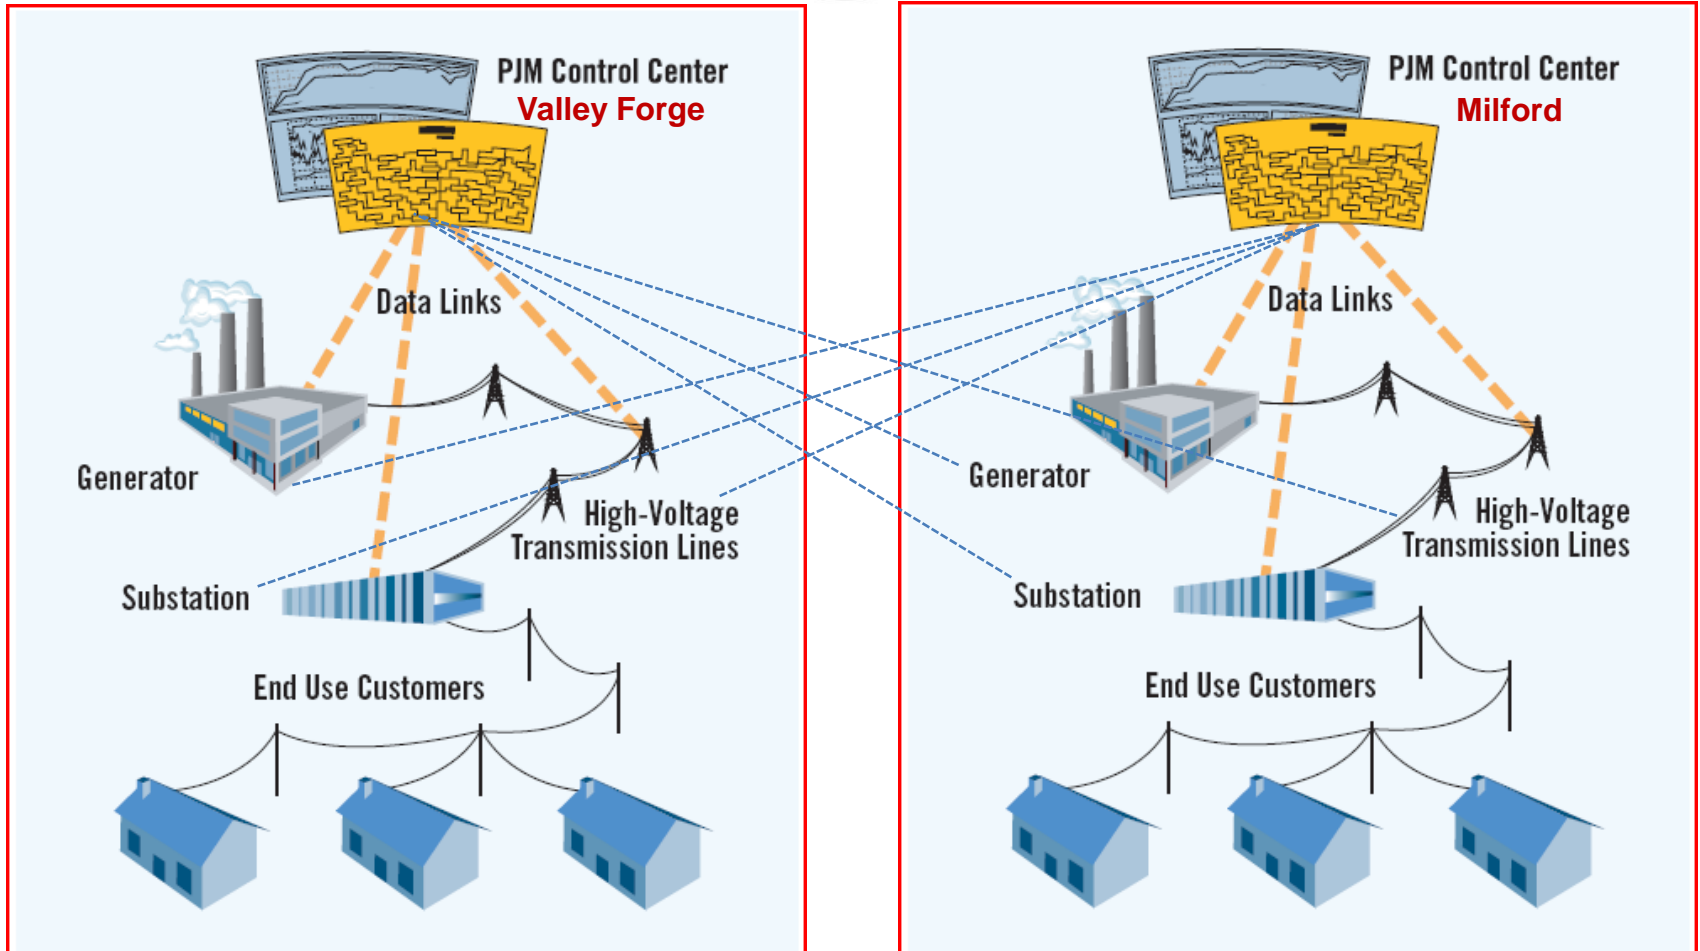 PJM Control Center
Valley Forge
Data Links
Generator
High-Voltage
Transmission Lines
Substation
End Use Customers
PJM Control Center
Milford
Data Links
Generator
High-Voltage
Transmission Lines
Substation
End Use Customers